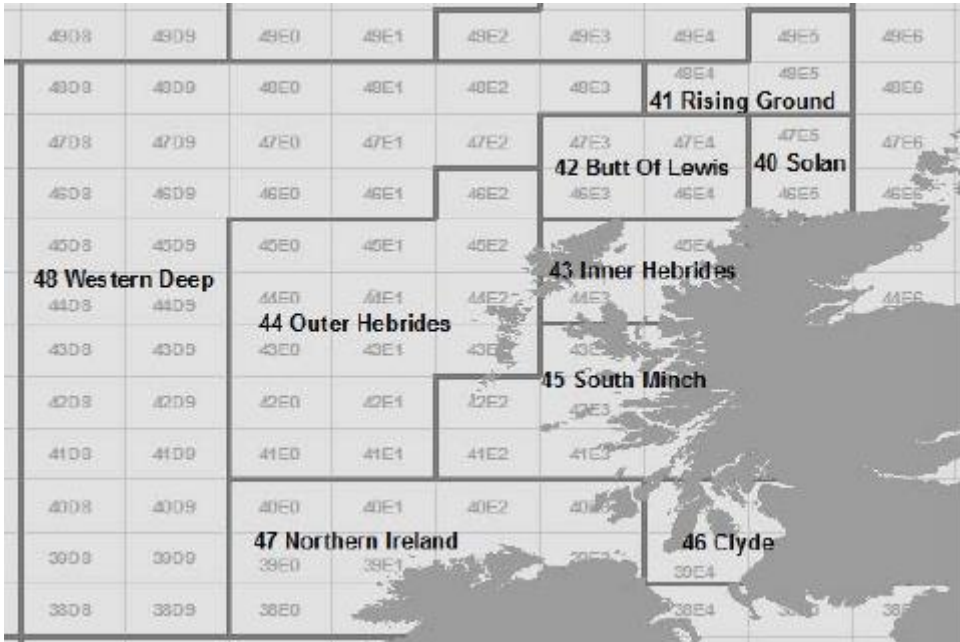 49D8 49D9 49E0 49E1 49E2 49E3 49E4 49E5 49E6
48D8 48D9 48E0 48E1 48E2 48E3 48E4 48E5 48E6
41 Rising Ground
47D8 47D9 47E0 47E1 47E2 47E3 47E4 47E5 47E6
42 Butt Of Lewis 40 Solan
46D8 46D9 46E0 46E1 46E2 46E3 46E4 46E5 46E6
45D8 45D9 45E0 45E1 45E2 45E4
48 Western Deep 43 Inner Hebrides
44D8 44D9 44E0 44E1 44E2 44E3 44E6
44 Outer Hebrides
43D8 43D9 43E0 43E1
45 South Minch
42D8 42D9 42E0 42E1 42E2 42E3
41D8 41D9 41E0 41E1 41E2 41E3
40D8 40D9 40E0 40E1 40E2
47 Northern Ireland 46 Clyde
39D8 39D9 39E0 39E1 39E4
38D8 38D9 38E0 38E4